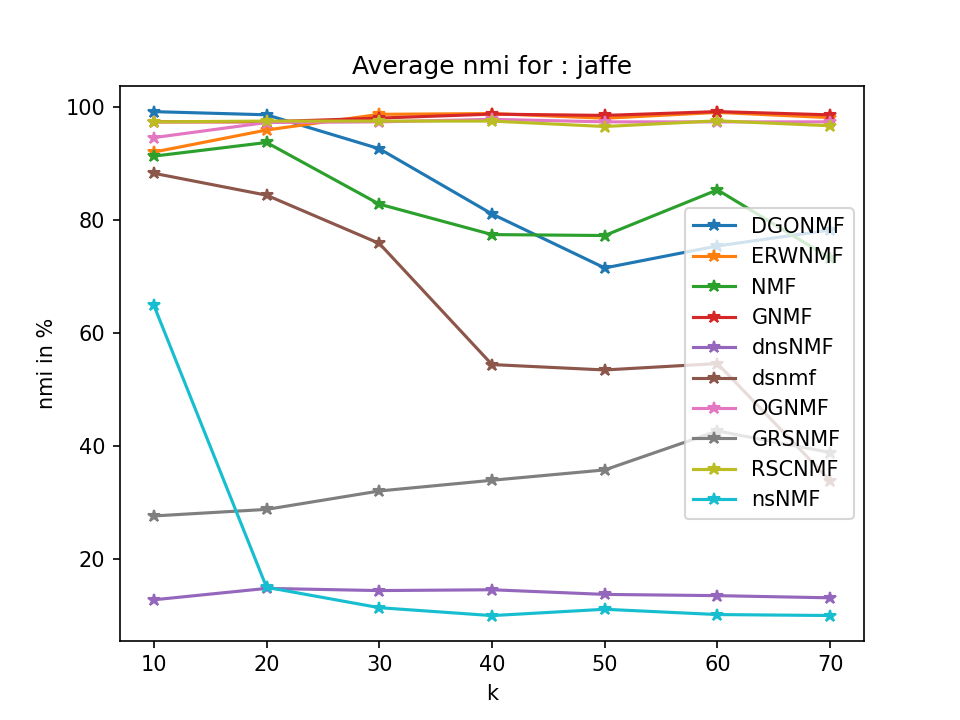 Average nmi for : jaffe
nmi in %
100
80
60
40
20
10 20 30 40 50 60 70
k
DGONMF
ERWNMF
NMF
GNMF
dnsNMF
dsnmf
OGNMF
GRSNMF
RSCNMF
nsNMF